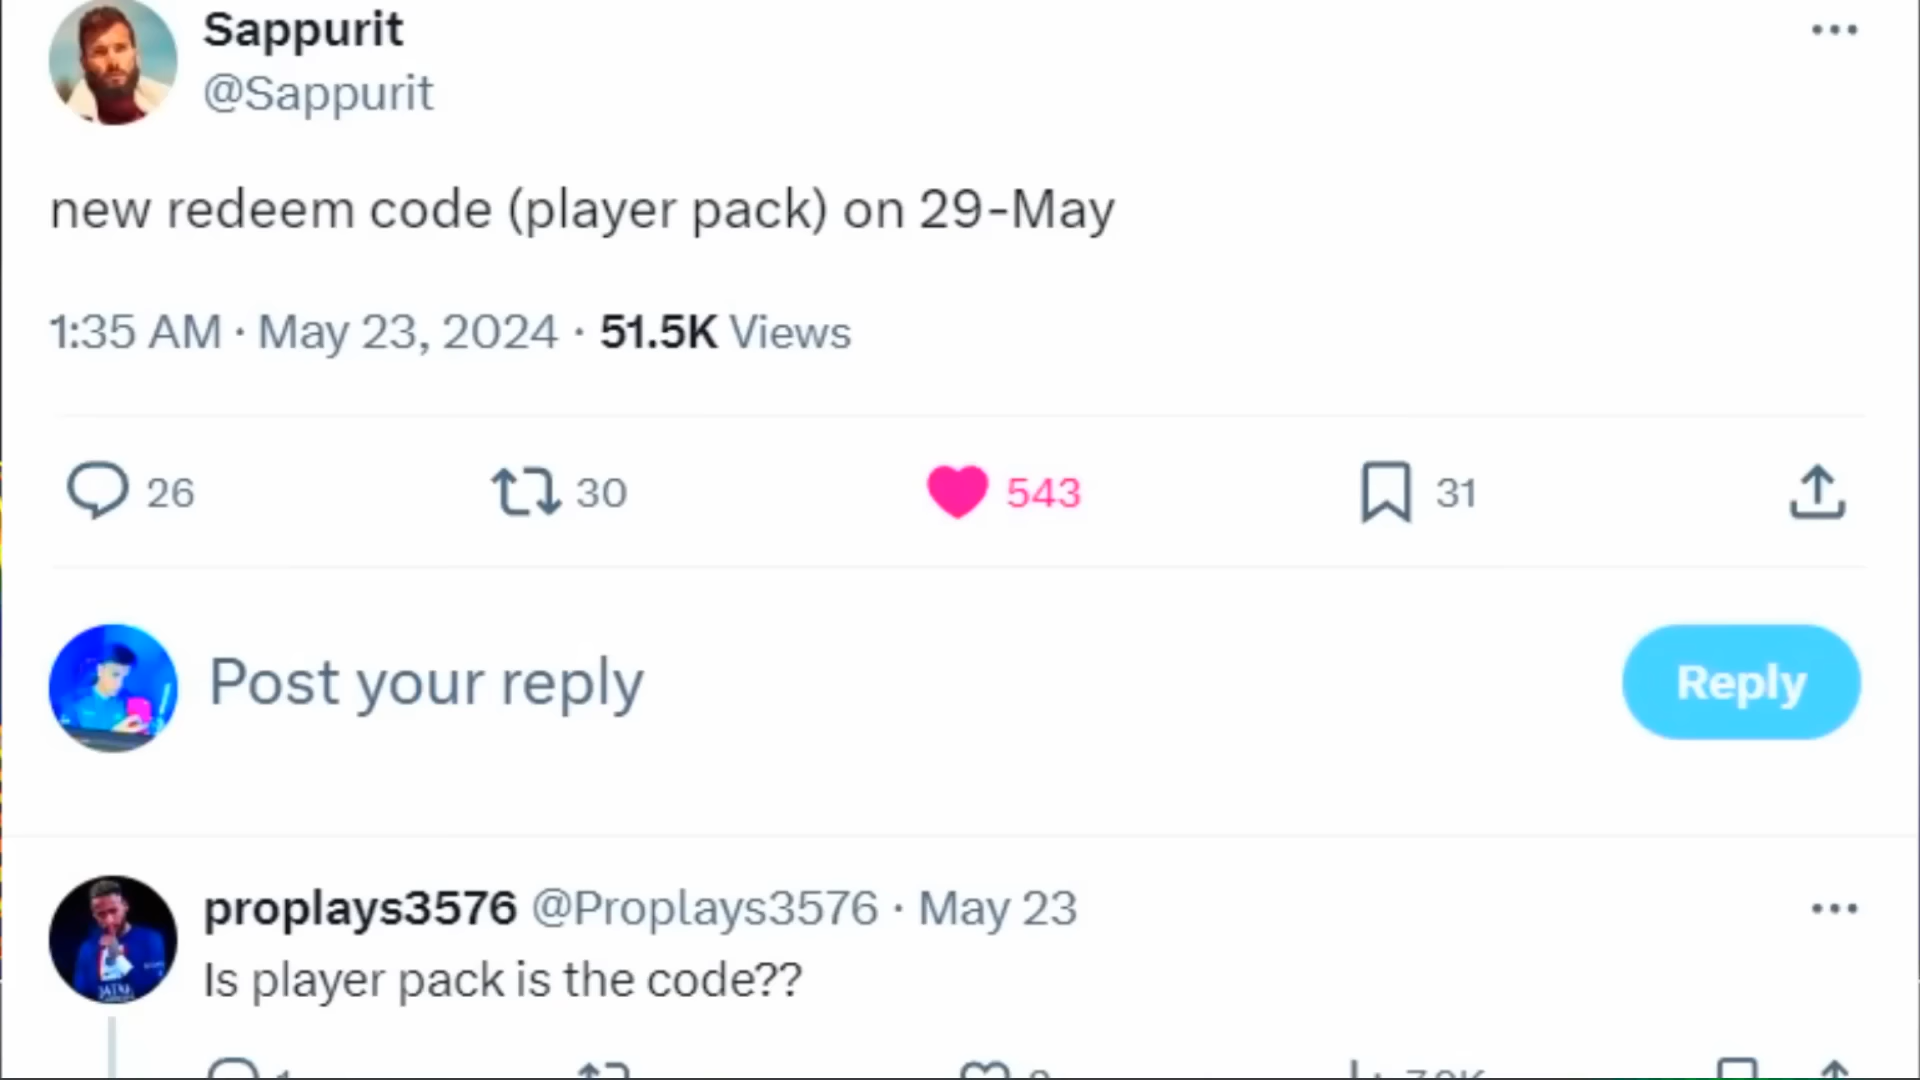 Sappurit
@Sappurit
new redeem code (player pack) on 29-May
1:35 AM · May 23, 2024 · 51.5K Views
26 30 543 31
Post your reply
Reply
proplays3576 @Proplays3576 · May 23
Is player pack is the code??